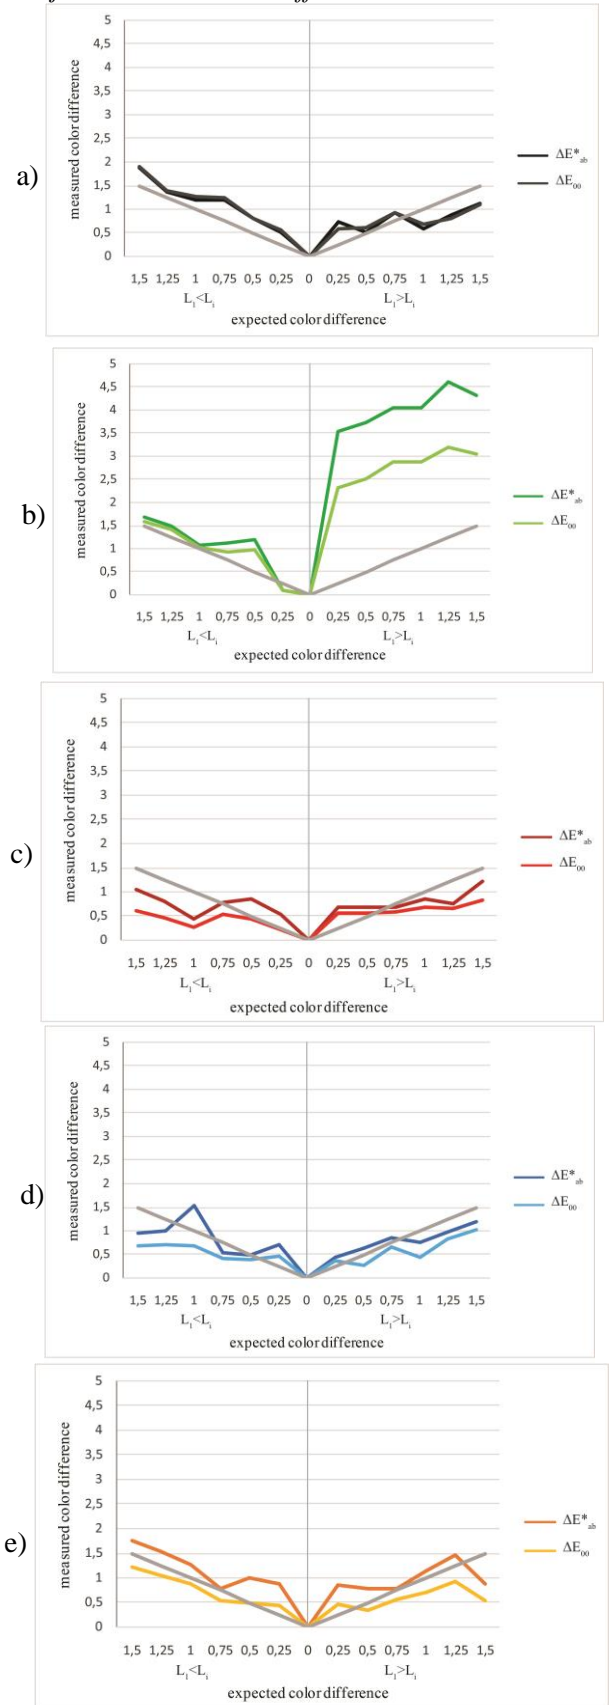 a)
measured color difference
5
4,5
4
3,5
3
2,5
2
1,5
1
0,5
0
1,5 1,25 1 0,75 0,5 0,25 0 0,25 0,5 0,75 1 1,25 1,5
L₁<Lᵢ L₁>Lᵢ
expected color difference
ΔE*ab
ΔE₀₀
b)
measured color difference
5
4,5
4
3,5
3
2,5
2
1,5
1
0,5
0
1,5 1,25 1 0,75 0,5 0,25 0 0,25 0,5 0,75 1 1,25 1,5
L₁<Lᵢ L₁>Lᵢ
expected color difference
ΔE*ab
ΔE₀₀
c)
measured color difference
5
4,5
4
3,5
3
2,5
2
1,5
1
0,5
0
1,5 1,25 1 0,75 0,5 0,25 0 0,25 0,5 0,75 1 1,25 1,5
L₁<Lᵢ L₁>Lᵢ
expected color difference
ΔE*ab
ΔE₀₀
d)
measured color difference
5
4,5
4
3,5
3
2,5
2
1,5
1
0,5
0
1,5 1,25 1 0,75 0,5 0,25 0 0,25 0,5 0,75 1 1,25 1,5
L₁<Lᵢ L₁>Lᵢ
expected color difference
ΔE*ab
ΔE₀₀
e)
measured color difference
5
4,5
4
3,5
3
2,5
2
1,5
1
0,5
0
1,5 1,25 1 0,75 0,5 0,25 0 0,25 0,5 0,75 1 1,25 1,5
L₁<Lᵢ L₁>Lᵢ
expected color difference
ΔE*ab
ΔE₀₀